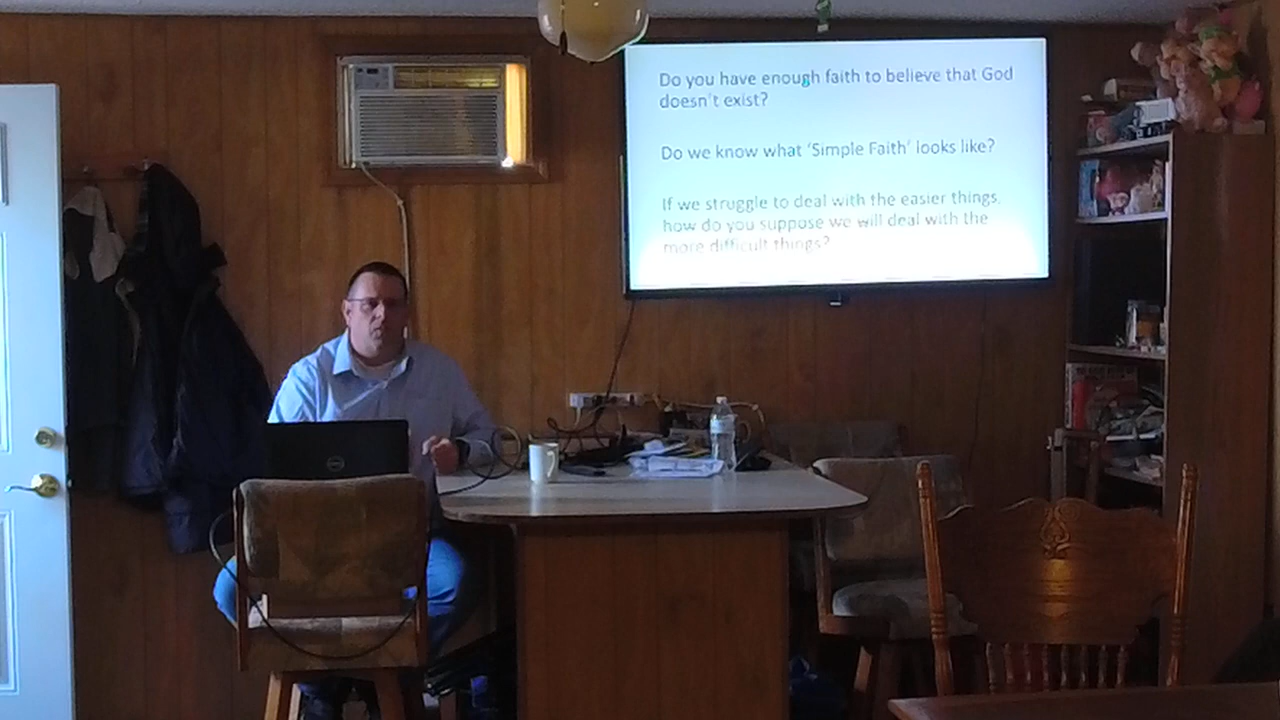 Do you have enough faith to believe that God
doesn't exist?
Do we know what 'Simple Faith' looks like?
If we struggle to deal with the easier things,
how do you suppose we will deal with the
more difficult things?
DELL